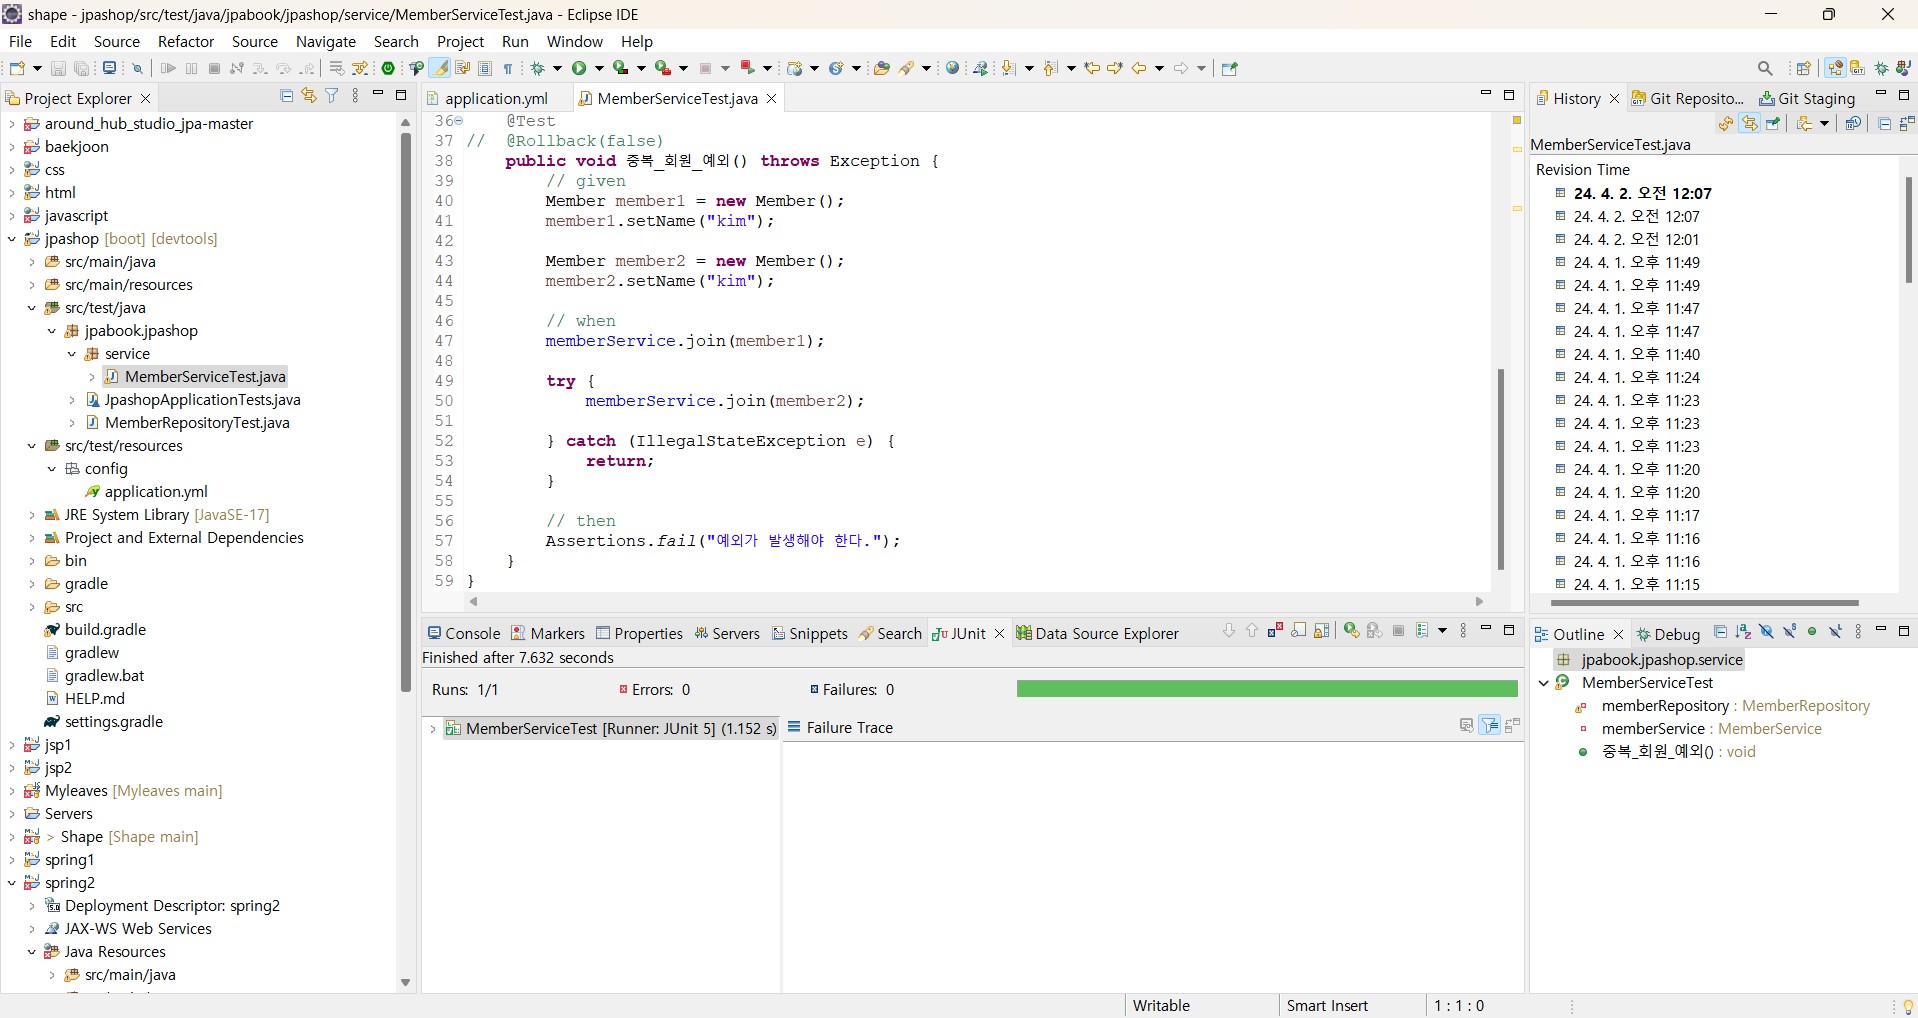 shape - jpashop/src/test/java/jpabook/jpashop/service/MemberServiceTest.java - Eclipse IDE
File Edit Source Refactor Source Navigate Search Project Run Window Help
Project Explorer
around_hub_studio_jpa-master
baekjoon
css
html
javascript
jpashop [boot] [devtools]
src/main/java
src/main/resources
src/test/java
jpabook.jpashop
service
MemberServiceTest.java
JpashopApplicationTests.java
MemberRepositoryTest.java
src/test/resources
config
application.yml
JRE System Library [JavaSE-17]
Project and External Dependencies
bin
gradle
src
build.gradle
gradlew
gradlew.bat
HELP.md
settings.gradle
jsp1
jsp2
Myleaves [Myleaves main]
Servers
> Shape [Shape main]
spring1
spring2
Deployment Descriptor: spring2
JAX-WS Web Services
Java Resources
src/main/java
application.yml MemberServiceTest.java
36 @Test
37 // @Rollback(false)
38 public void 중복_회원_예외() throws Exception {
39 // given
40 Member member1 = new Member();
41 member1.setName("kim");
42
43 Member member2 = new Member();
44 member2.setName("kim");
45
46 // when
47 memberService.join(member1);
48
49 try {
50 memberService.join(member2);
51
52 } catch (IllegalStateException e) {
53 return;
54 }
55
56 // then
57 Assertions.fail("예외가 발생해야 한다.");
58 }
59 }
Console Markers Properties Servers Snippets Search JUnit Data Source Explorer
Finished after 7.632 seconds
Runs: 1/1 Errors: 0 Failures: 0
MemberServiceTest [Runner: JUnit 5] (1.152 s) Failure Trace
History Git Reposito... Git Staging
MemberServiceTest.java
Revision Time
24. 4. 2. 오전 12:07
24. 4. 2. 오전 12:07
24. 4. 2. 오전 12:01
24. 4. 1. 오후 11:49
24. 4. 1. 오후 11:49
24. 4. 1. 오후 11:47
24. 4. 1. 오후 11:47
24. 4. 1. 오후 11:40
24. 4. 1. 오후 11:24
24. 4. 1. 오후 11:23
24. 4. 1. 오후 11:23
24. 4. 1. 오후 11:23
24. 4. 1. 오후 11:20
24. 4. 1. 오후 11:20
24. 4. 1. 오후 11:17
24. 4. 1. 오후 11:16
24. 4. 1. 오후 11:16
24. 4. 1. 오후 11:15
Outline Debug
jpabook.jpashop.service
MemberServiceTest
memberRepository : MemberRepository
memberService : MemberService
중복_회원_예외() : void
Writable Smart Insert 1 : 1 : 0